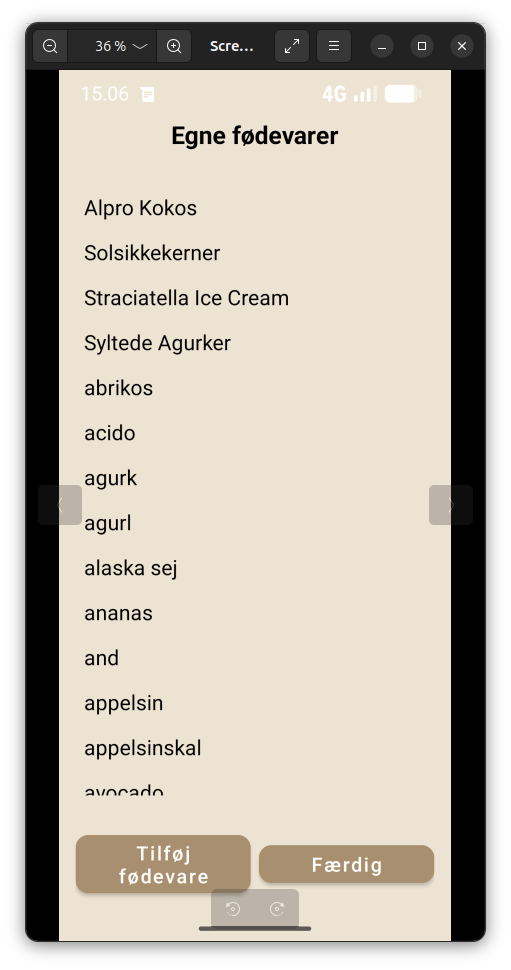 36 %
Scre...
15.06
4G
Egne fødevarer
Alpro Kokos
Solsikkekerner
Straciatella Ice Cream
Syltede Agurker
abrikos
acido
agurk
agurl
alaska sej
ananas
and
appelsin
appelsinskal
avocado
Tilføj
fødevare
Færdig